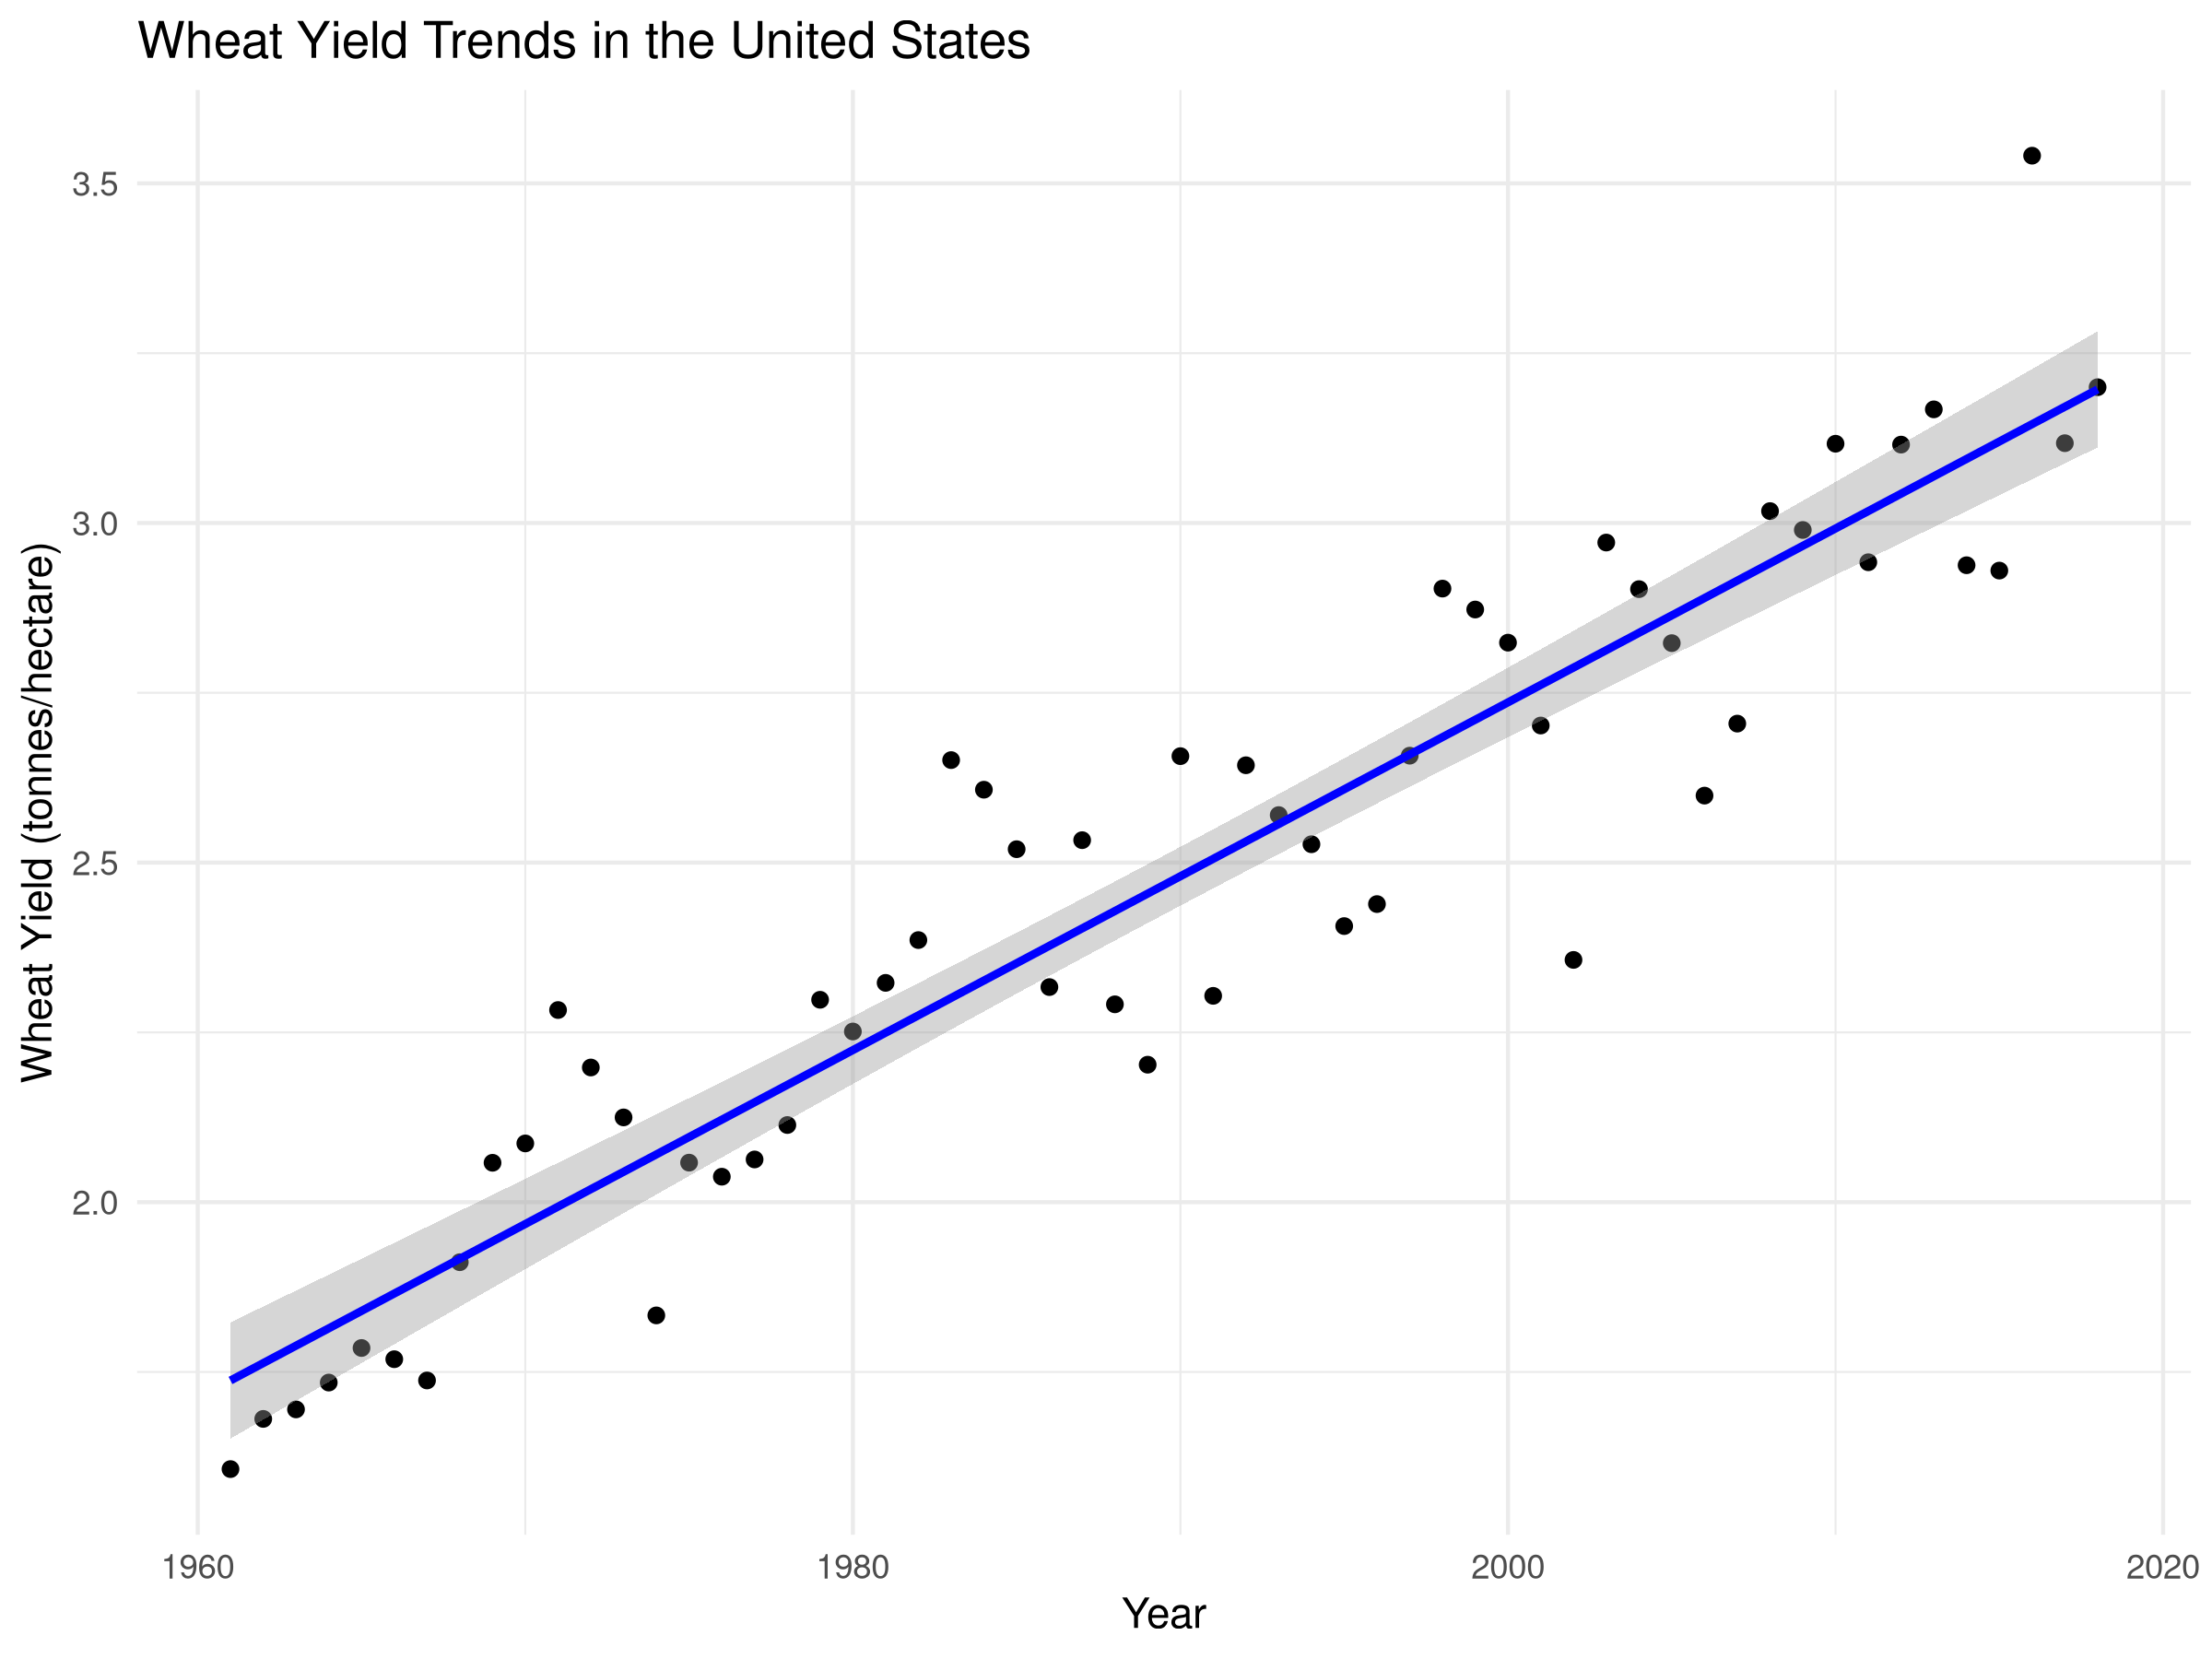 Wheat Yield Trends in the United States
Wheat Yield (tonnes/hectare)
3.5
3.0
2.5
2.0
1960 1980 2000 2020
Year